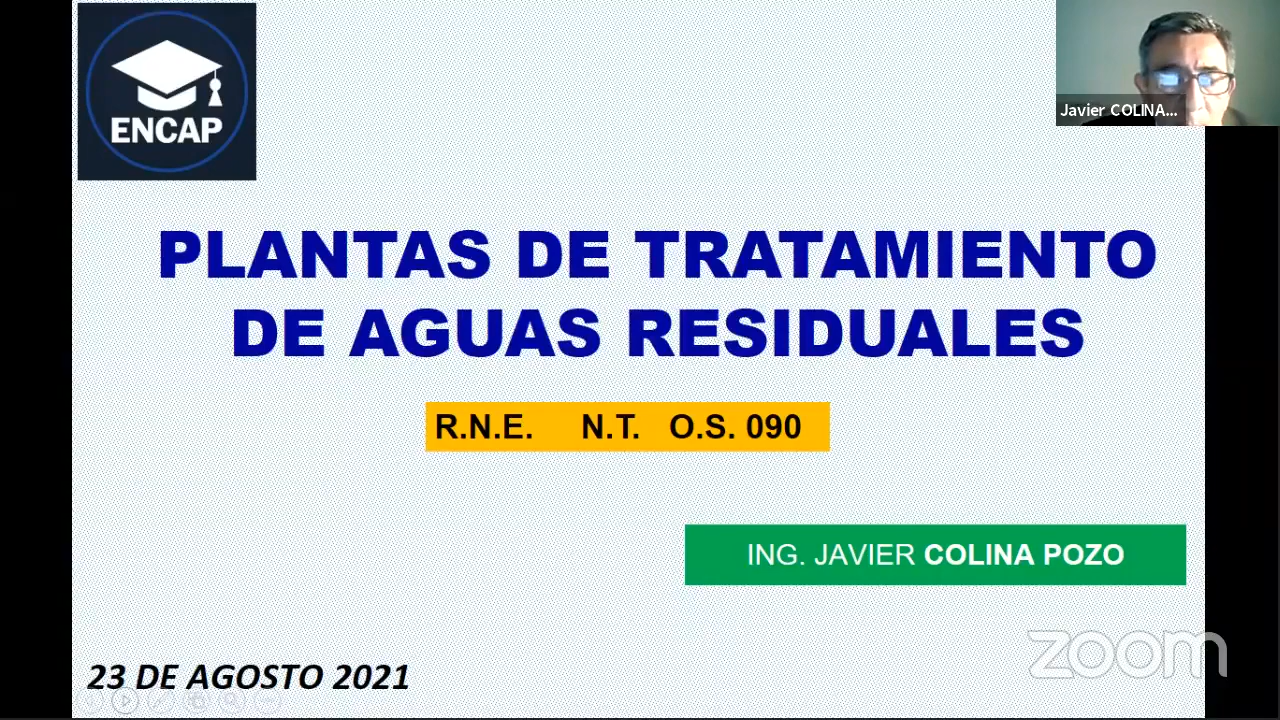 ENCAP
Javier COLINA...
PLANTAS DE TRATAMIENTO
DE AGUAS RESIDUALES
R.N.E. N.T. O.S. 090
ING. JAVIER COLINA POZO
zoom
23 DE AGOSTO 2021